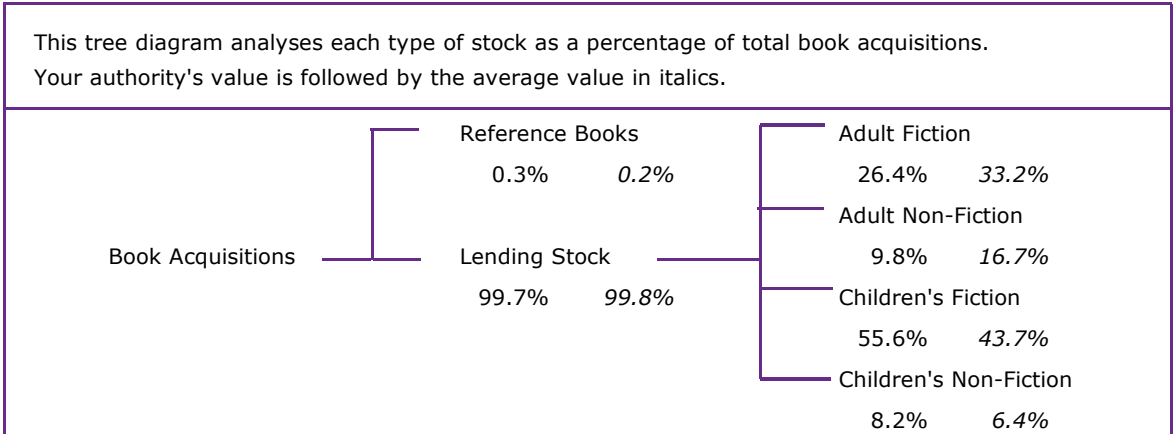 This tree diagram analyses each type of stock as a percentage of total book acquisitions.
Your authority's value is followed by the average value in italics.
Reference Books
0.3% 0.2%
Book Acquisitions
Lending Stock
99.7% 99.8%
Adult Fiction
26.4% 33.2%
Adult Non-Fiction
9.8% 16.7%
Children's Fiction
55.6% 43.7%
Children's Non-Fiction
8.2% 6.4%